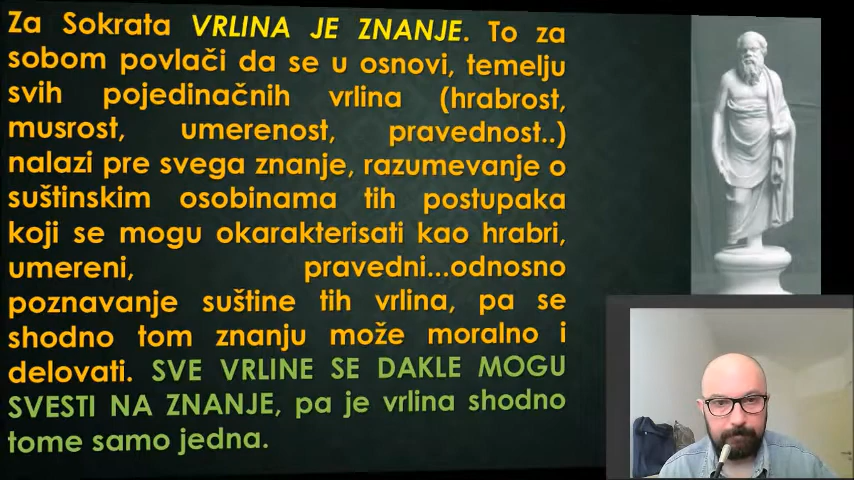 Za Sokrata VRLINA JE ZNANJE. To za
sobom povlači da se u osnovi, temelju
svih pojedinačnih vrlina (hrabrost,
musrost, umerenost, pravednost..)
nalazi pre svega znanje, razumevanje o
suštinskim osobinama tih postupaka
koji se mogu okarakterisati kao hrabri,
umereni, pravedni...odnosno
poznavanje suštine tih vrlina, pa se
shodno tom znanju može moralno i
delovati. SVE VRLINE SE DAKLE MOGU
SVESTI NA ZNANJE, pa je vrlina shodno
tome samo jedna.